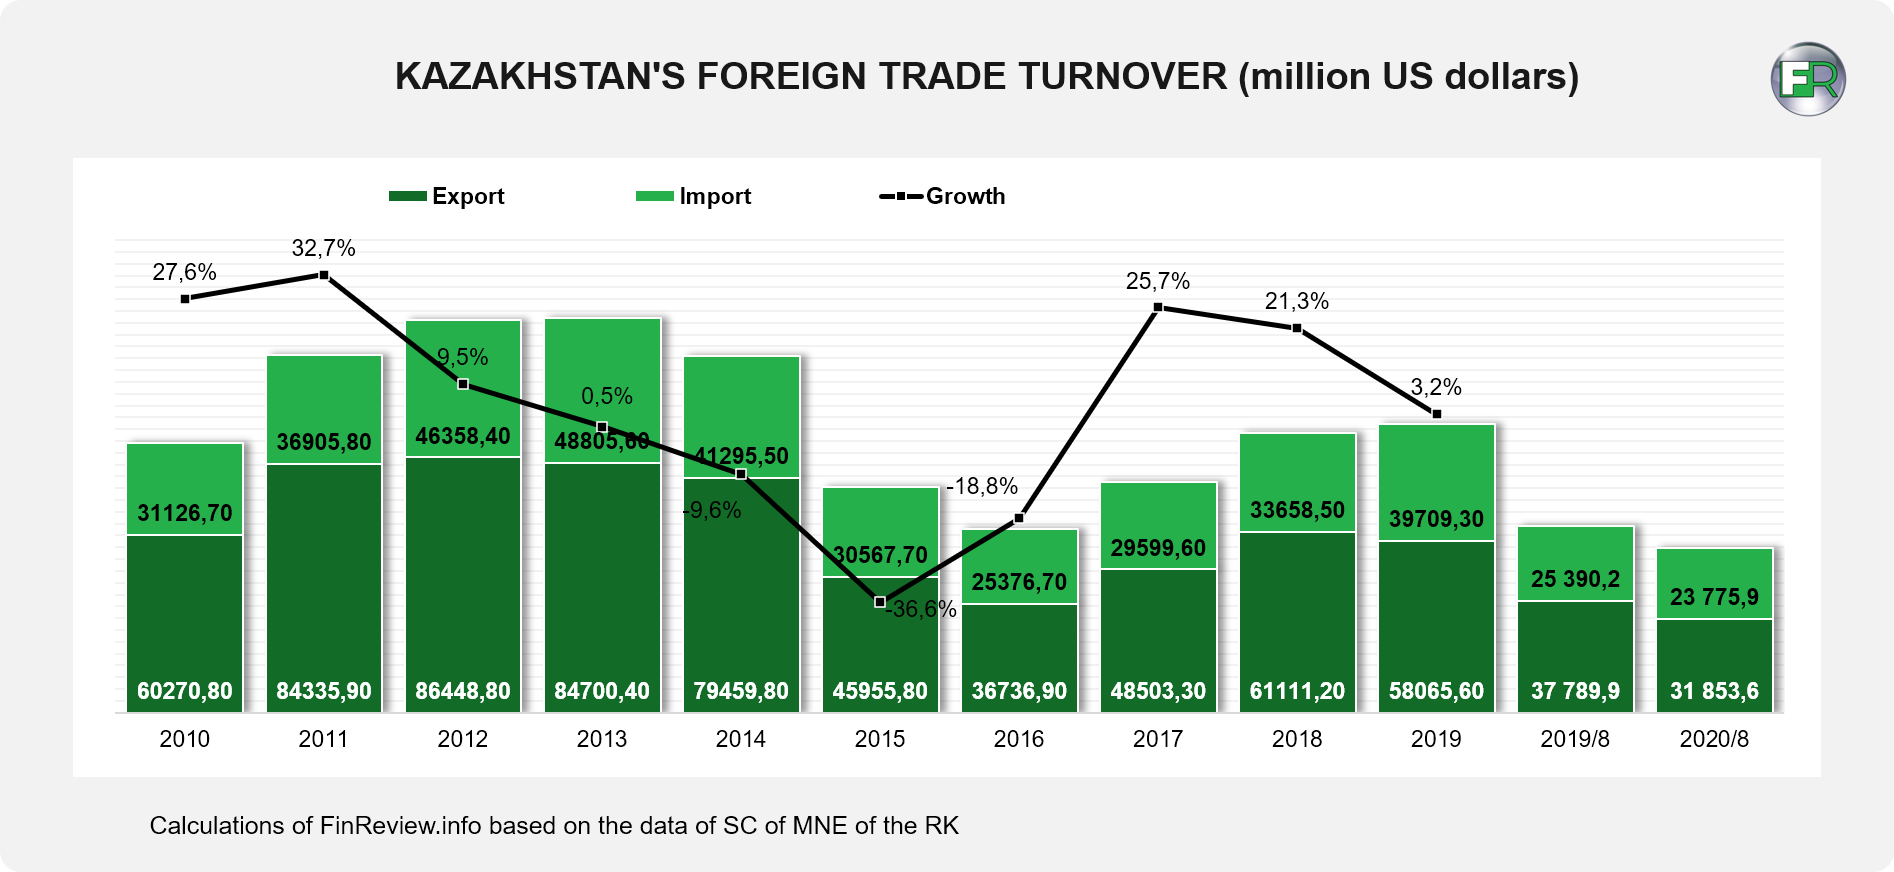 KAZAKHSTAN'S FOREIGN TRADE TURNOVER (million US dollars)
FR
Export Import Growth
27,6% 32,7% 9,5% 0,5% -9,6% -36,6% -18,8% 25,7% 21,3% 3,2%
31126,70 36905,80 46358,40 48805,60 41295,50 30567,70 25376,70 29599,60 33658,50 39709,30 25 390,2 23 775,9
60270,80 84335,90 86448,80 84700,40 79459,80 45955,80 36736,90 48503,30 61111,20 58065,60 37 789,9 31 853,6
2010 2011 2012 2013 2014 2015 2016 2017 2018 2019 2019/8 2020/8
Calculations of FinReview.info based on the data of SC of MNE of the RK